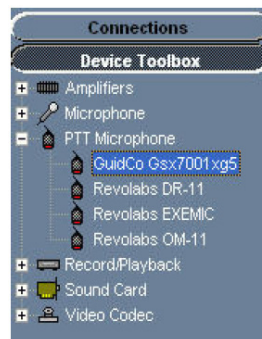 Connections
Device Toolbox
Amplifiers
Microphone
PTT Microphone
GuidCo Gsx7001xg5
Revolabs DR-11
Revolabs EXEMIC
Revolabs OM-11
Record/Playback
Sound Card
Video Codec